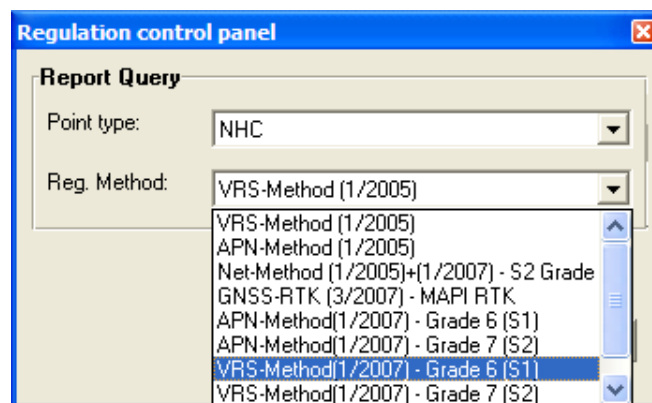 Regulation control panel
Report Query
Point type:
NHC
Reg. Method:
VRS-Method (1/2005)
VRS-Method (1/2005)
APN-Method (1/2005)
Net-Method (1/2005)+(1/2007) - S2 Grade
GNSS-RTK (3/2007) - MAPI RTK
APN-Method(1/2007) - Grade 6 (S1)
APN-Method(1/2007) - Grade 7 (S2)
VRS-Method(1/2007) - Grade 6 (S1)
VRS-Method(1/2007) - Grade 7 (S2)